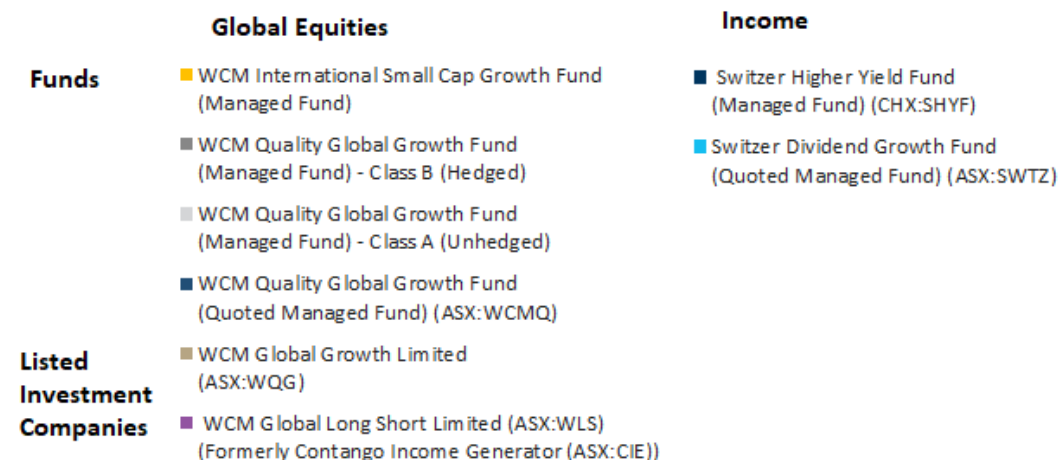 Global Equities
Income
Funds
WCM International Small Cap Growth Fund
(Managed Fund)
WCM Quality Global Growth Fund
(Managed Fund) - Class B (Hedged)
WCM Quality Global Growth Fund
(Managed Fund) - Class A (Unhedged)
WCM Quality Global Growth Fund
(Quoted Managed Fund) (ASX:WCMQ)
Switzer Higher Yield Fund
(Managed Fund) (CHX:SHYF)
Switzer Dividend Growth Fund
(Quoted Managed Fund) (ASX:SWTZ)
Listed
Investment
Companies
WCM Global Growth Limited
(ASX:WQG)
WCM Global Long Short Limited (ASX:WLS)
(Formerly Contango Income Generator (ASX:CIE))